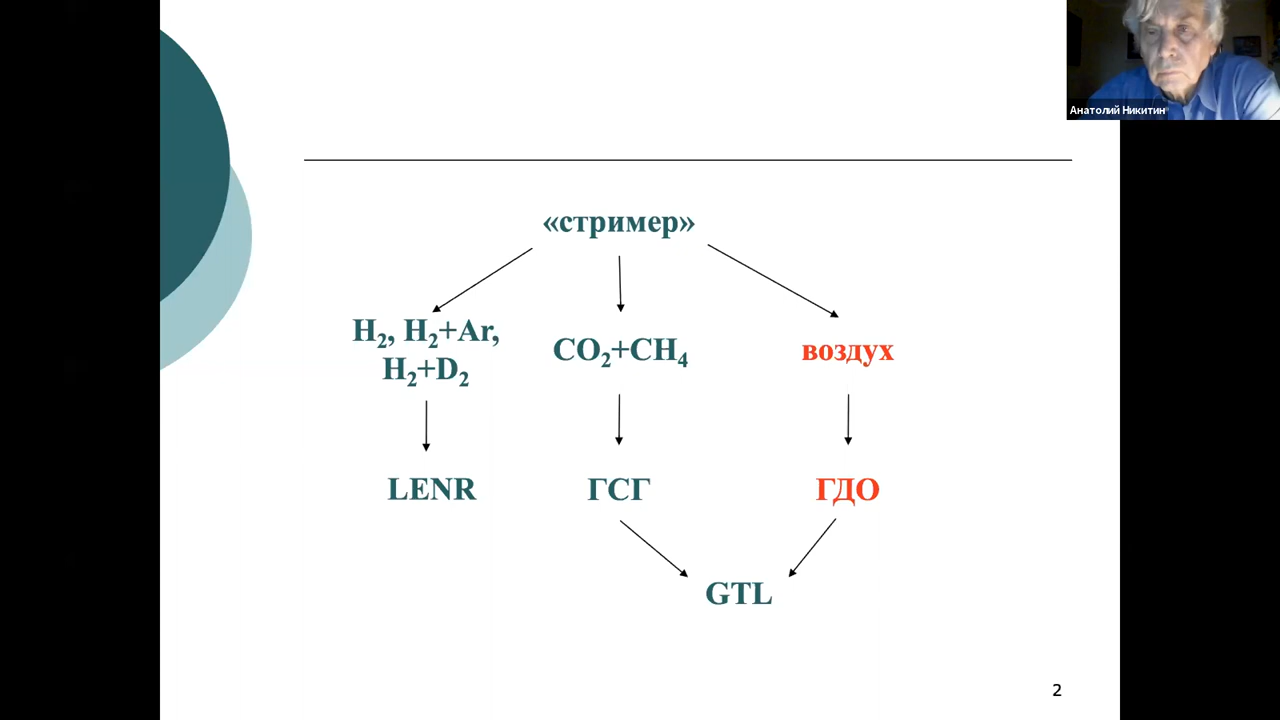 Анатолий Никитин
«стример»
H₂, H₂+Ar,
H₂+D₂
CO₂+CH₄
воздух
LENR
ГСГ
ГДО
GTL
2